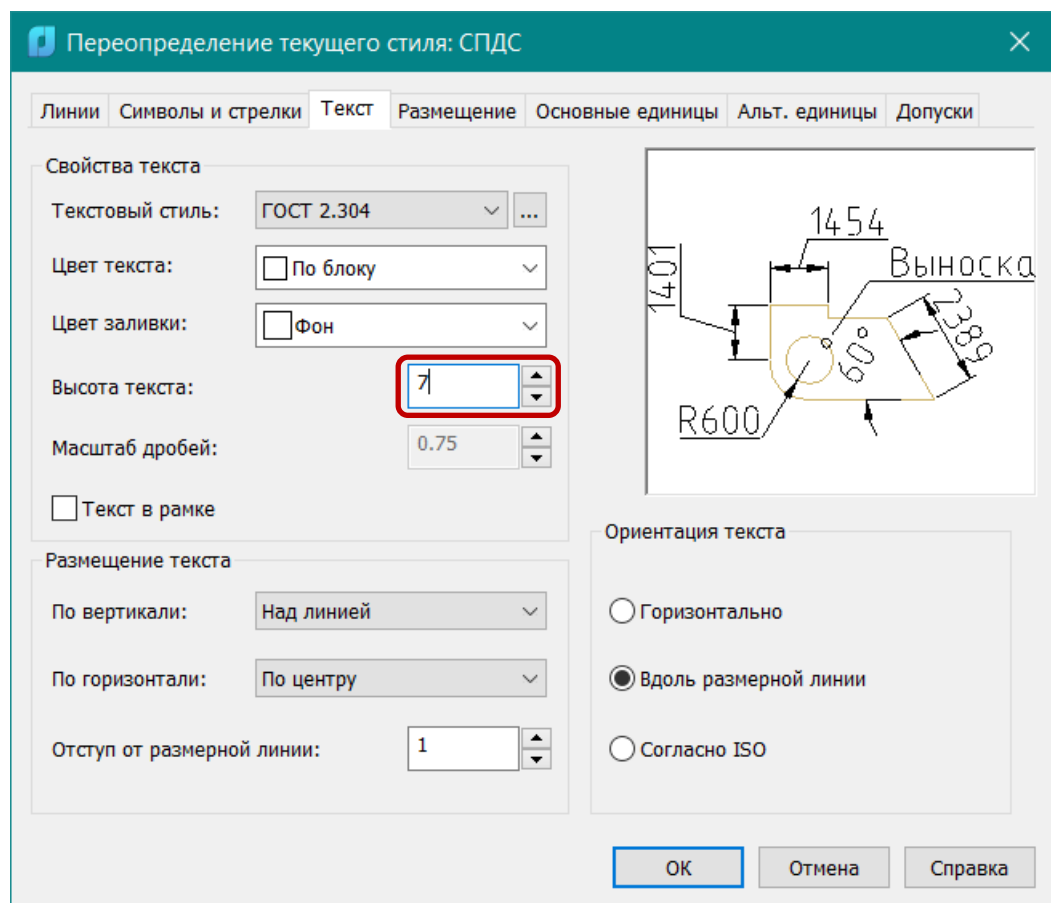 Переопределение текущего стиля: СПДС
Линии Символы и стрелки Текст Размещение Основные единицы Альт. единицы Допуски
Свойства текста
Текстовый стиль: ГОСТ 2.304 ...
Цвет текста: По блоку
Цвет заливки: Фон
Высота текста: 7
Масштаб дробей: 0.75
Текст в рамке
1454
1401
Выноска
2389
60°
R600
Размещение текста
По вертикали: Над линией
По горизонтали: По центру
Отступ от размерной линии: 1
Ориентация текста
Горизонтально
Вдоль размерной линии
Согласно ISO
ОК Отмена Справка